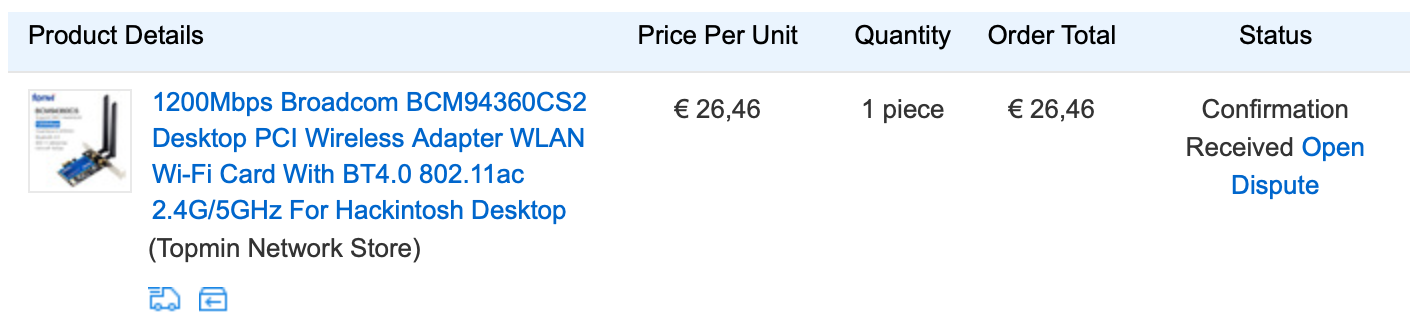 Product Details
Price Per Unit
Quantity
Order Total
Status
1200Mbps Broadcom BCM94360CS2
Desktop PCI Wireless Adapter WLAN
Wi-Fi Card With BT4.0 802.11ac
2.4G/5GHz For Hackintosh Desktop
(Topmin Network Store)
€ 26,46
1 piece
€ 26,46
Confirmation
Received Open
Dispute